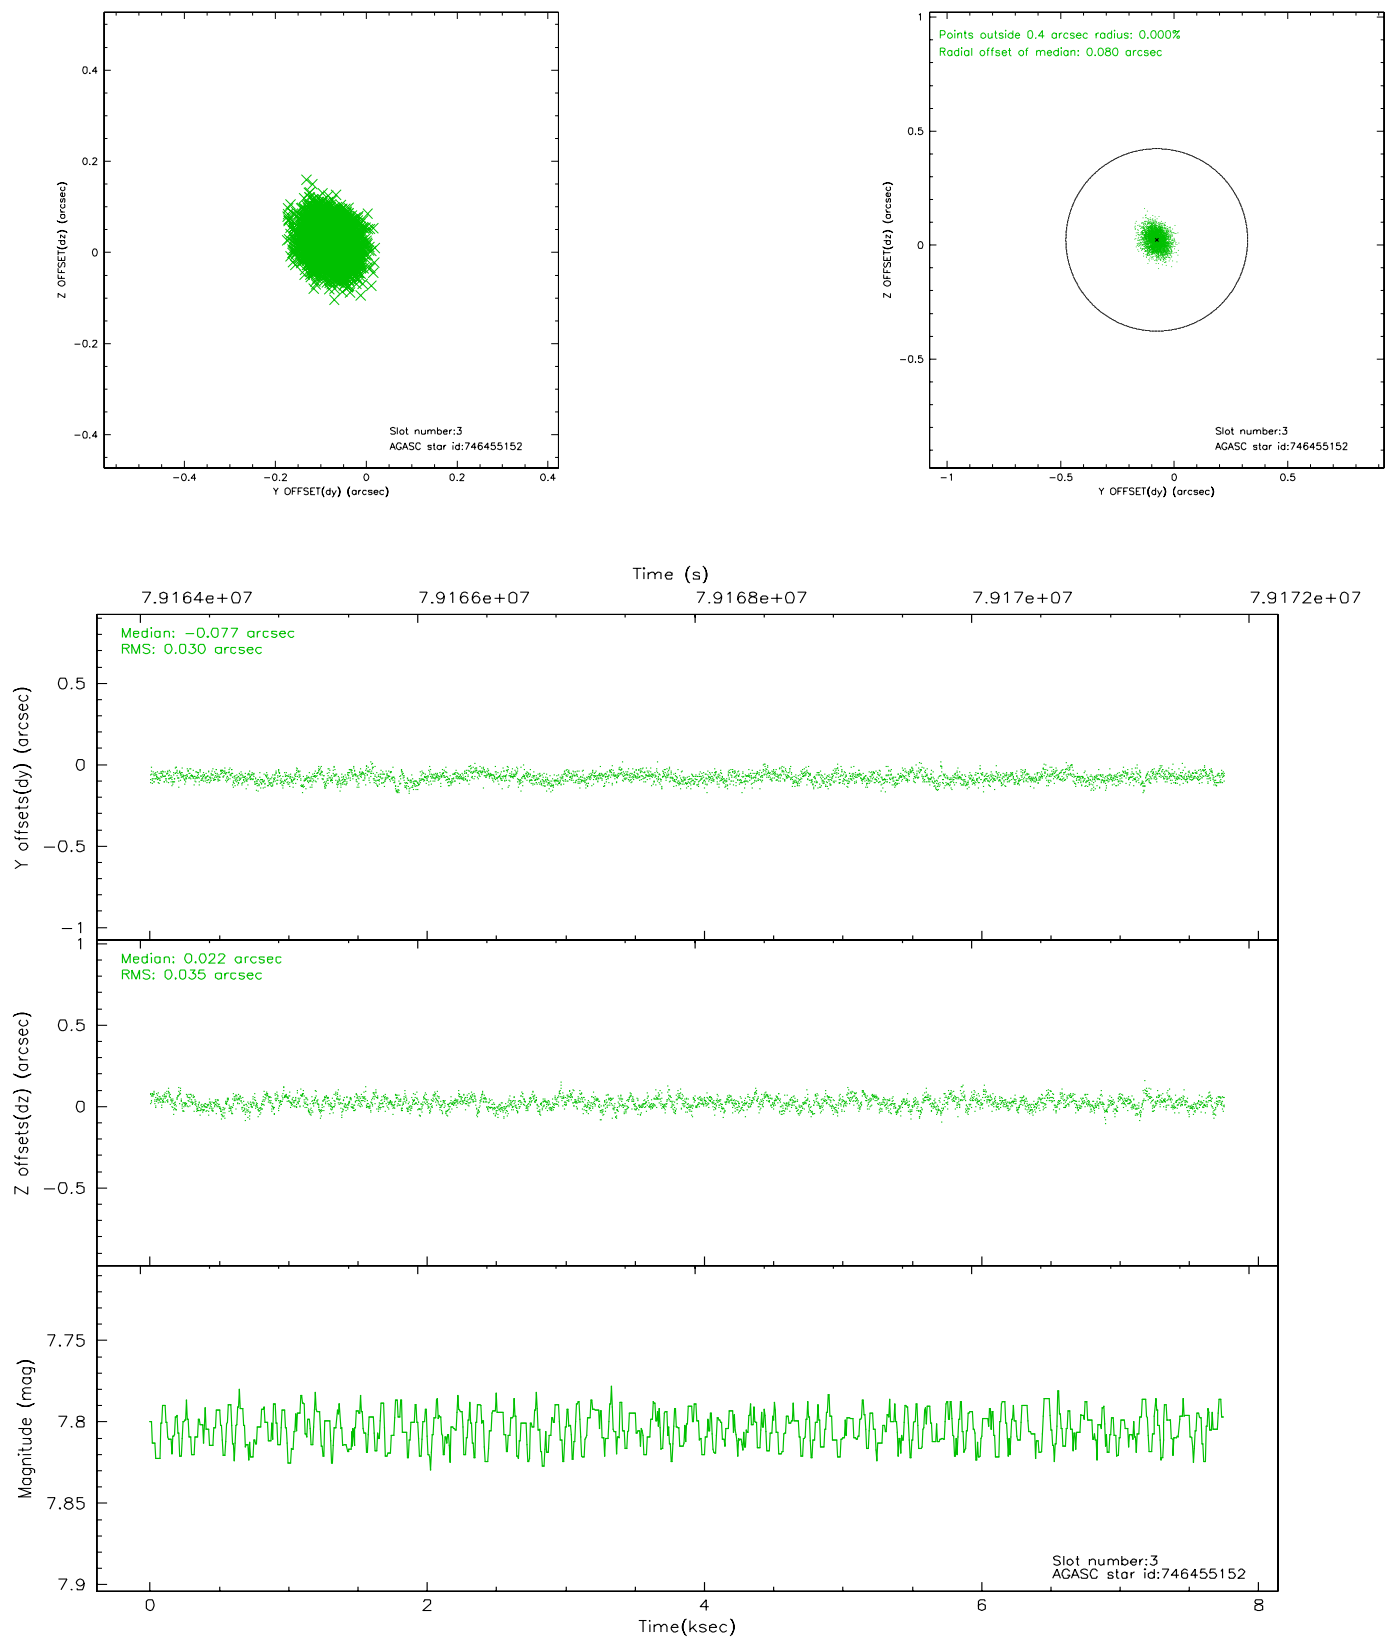 0.4
0.2
0
−0.2
−0.4
Z OFFSET(dz) (arcsec)
Slot number:3
AGASC star id:746455152
−0.4 −0.2 0 0.2 0.4
Y OFFSET(dy) (arcsec)
Points outside 0.4 arcsec radius: 0.000%
Radial offset of median: 0.080 arcsec
1
0.5
0
−0.5
Z OFFSET(dz) (arcsec)
Slot number:3
AGASC star id:746455152
−1 −0.5 0 0.5
Y OFFSET(dy) (arcsec)
Time (s)
7.9164e+07 7.9166e+07 7.9168e+07 7.917e+07 7.9172e+07
Median: −0.077 arcsec
RMS: 0.030 arcsec
0.5
0
−0.5
−1
Y offsets(dy) (arcsec)
Median: 0.022 arcsec
RMS: 0.035 arcsec
1
0.5
0
−0.5
Z offsets(dz) (arcsec)
7.75
7.8
7.85
7.9
Magnitude (mag)
Slot number:3
AGASC star id:746455152
0 2 4 6 8
Time(ksec)